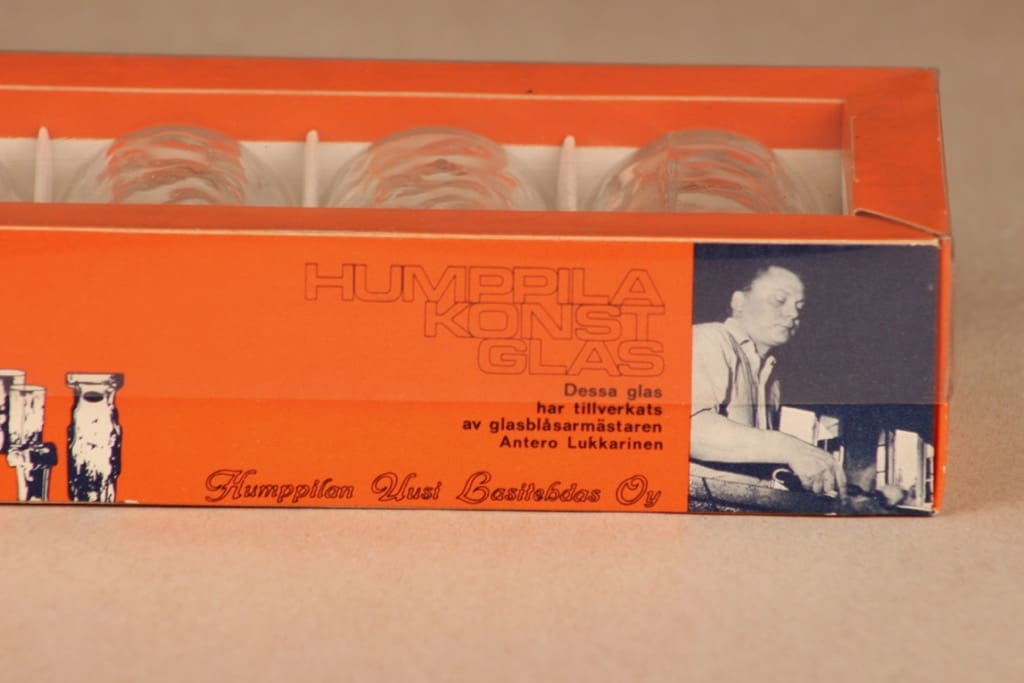 HUMPPILA
KONST
GLAS
Dessa glas
har tillverkats
av glasblåsarmästaren
Antero Lukkarinen
Humppilan Uusi Lasitehdas Oy